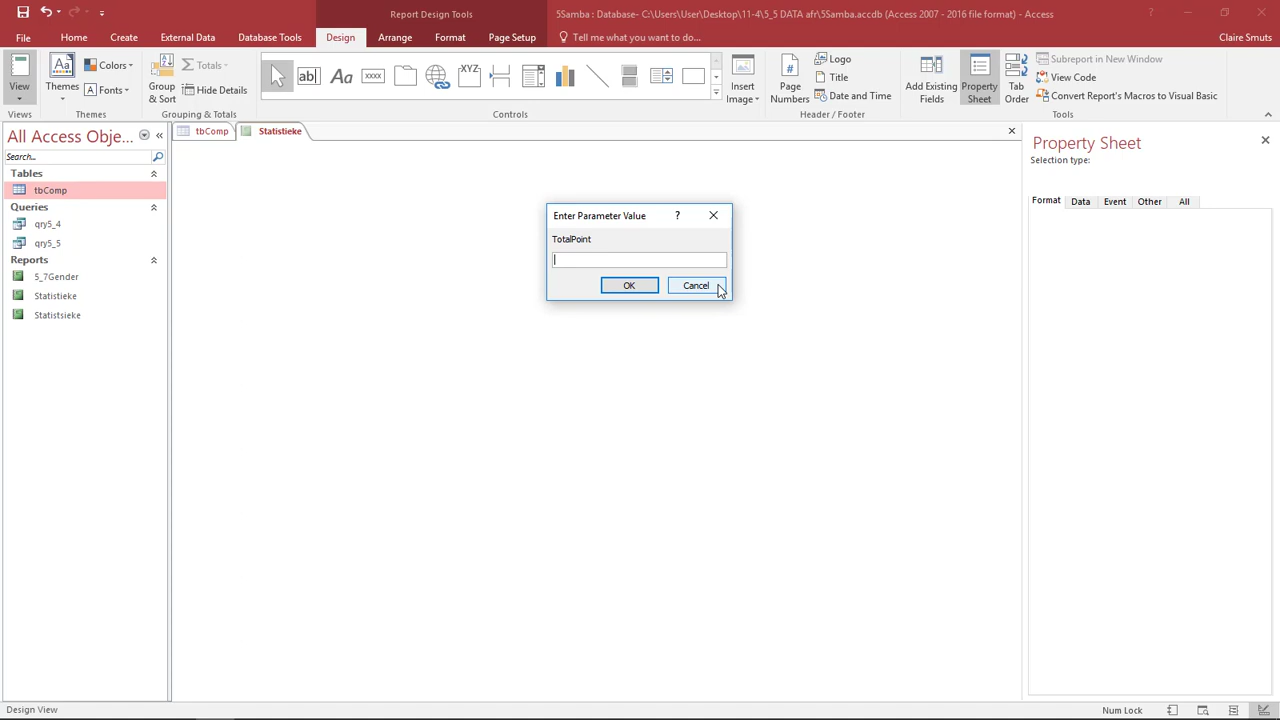 Report Design Tools
5Samba : Database- C:\Users\User\Desktop\11-4\5_5 DATA afr\5Samba.accdb (Access 2007 - 2016 file format) - Access
File Home Create External Data Database Tools Design Arrange Format Page Setup Tell me what you want to do... Claire Smuts
View
Views
Themes
Colors
Fonts
Themes
Group & Sort
Totals
Hide Details
Grouping & Totals
ab|
Aa
xxxx
XYZ
Controls
Insert Image
Page Numbers
Logo
Title
Date and Time
Header / Footer
Add Existing Fields
Property Sheet
Tab Order
Subreport in New Window
View Code
Convert Report's Macros to Visual Basic
Tools
All Access Obje...
Search...
Tables
tbComp
Queries
qry5_4
qry5_5
Reports
5_7Gender
Statistieke
Statistsieke
tbComp
Statistieke
Enter Parameter Value
?
TotalPoint
OK
Cancel
Property Sheet
Selection type:
Format Data Event Other All
Design View
Num Lock